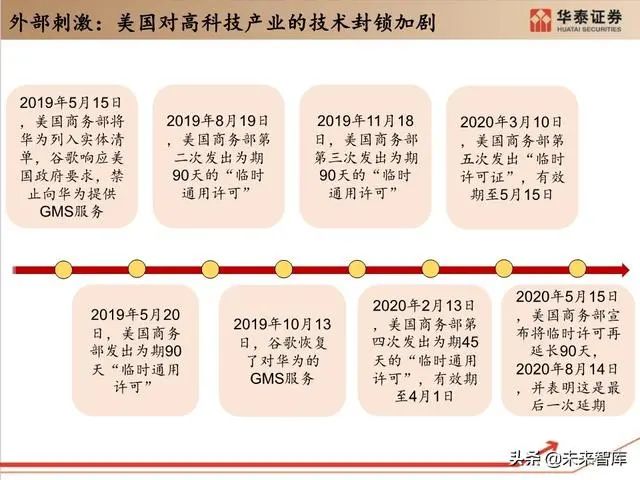 外部刺激：美国对高科技产业的技术封锁加剧
华泰证券
HUATAI SECURITIES
2019年5月15日
，美国商务部将
华为列入实体清
单，谷歌响应美
国政府要求，禁
止向华为提供
GMS服务
2019年8月19日
，美国商务部第
二次发出为期
90天的“临时
通用许可”
2019年11月18
日，美国商务部
第三次发出为期
90天的“临时
通用许可”
2020年3月10
日，美国商务部第
五次发出“临时
许可证”，有效
期至5月15日
2019年5月20
日，美国商务
部发出为期90
天“临时通用
许可”
2019年10月13
日，谷歌恢复
了对华为的
GMS服务
2020年2月13
日，美国商务部第
四次发出为期45
天的“临时通用
许可”，有效期
至4月1日
2020年5月15
日，美国商务部宣
布将临时许可再
延长90天，
2020年8月14
日，并表明这是最
后一次延期
头条@未来智库